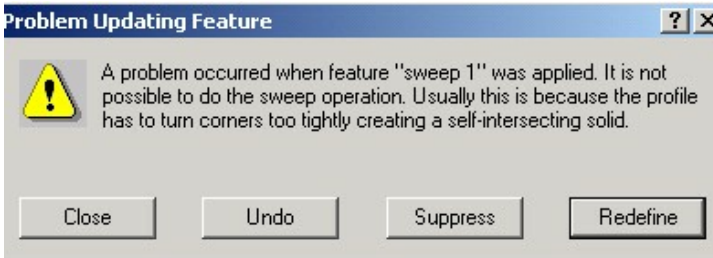 Problem Updating Feature
A problem occurred when feature "sweep 1" was applied. It is not
possible to do the sweep operation. Usually this is because the profile
has to turn corners too tightly creating a self-intersecting solid.
Close Undo Suppress Redefine